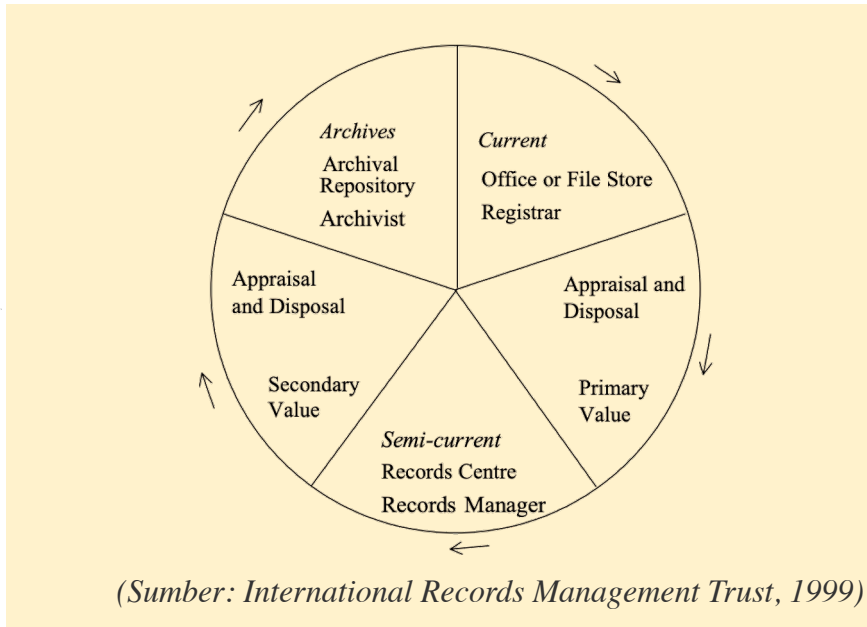 Archives
Archival
Repository
Archivist
Current
Office or File Store
Registrar
Appraisal and
Disposal
Primary
Value
Semi-current
Records Centre
Records Manager
Appraisal
and Disposal
Secondary
Value
(Sumber: International Records Management Trust, 1999)